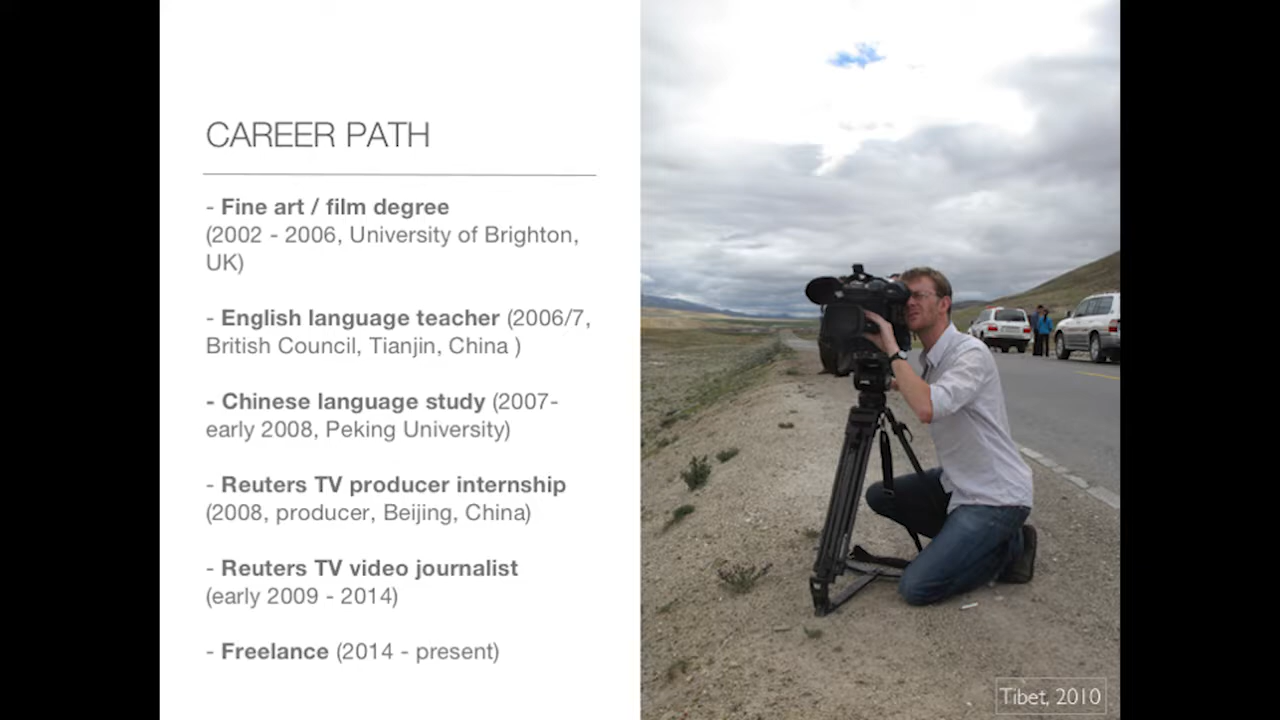 CAREER PATH
- Fine art / film degree
(2002 - 2006, University of Brighton,
UK)
- English language teacher (2006/7,
British Council, Tianjin, China )
- Chinese language study (2007-
early 2008, Peking University)
- Reuters TV producer internship
(2008, producer, Beijing, China)
- Reuters TV video journalist
(early 2009 - 2014)
- Freelance (2014 - present)
Tibet, 2010